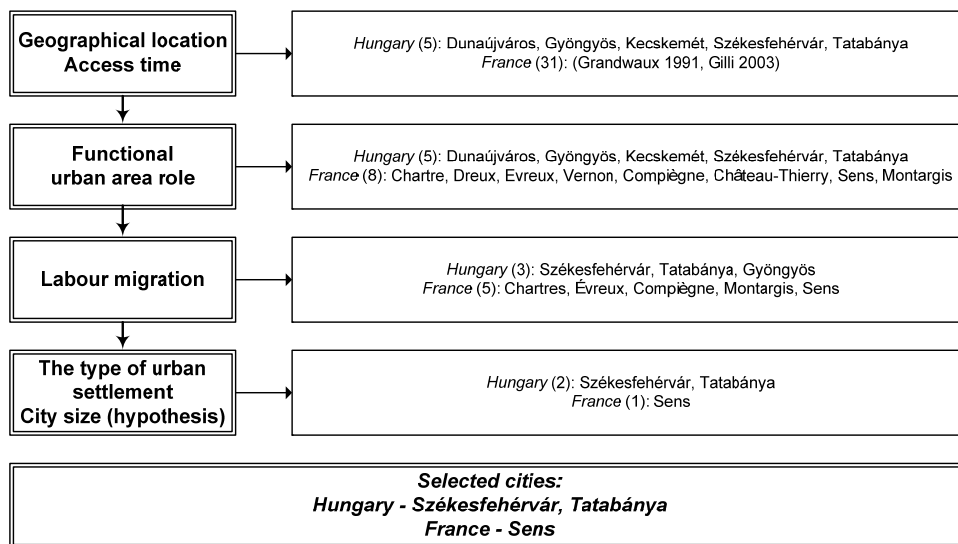 Geographical location
Access time
Hungary (5): Dunaújváros, Gyöngyös, Kecskemét, Székesfehérvár, Tatabánya
France (31): (Grandwaux 1991, Gilli 2003)
Functional
urban area role
Hungary (5): Dunaújváros, Gyöngyös, Kecskemét, Székesfehérvár, Tatabánya
France (8): Chartre, Dreux, Evreux, Vernon, Compiègne, Château-Thierry, Sens, Montargis
Labour migration
Hungary (3): Székesfehérvár, Tatabánya, Gyöngyös
France (5): Chartres, Évreux, Compiègne, Montargis, Sens
The type of urban
settlement
City size (hypothesis)
Hungary (2): Székesfehérvár, Tatabánya
France (1): Sens
Selected cities:
Hungary - Székesfehérvár, Tatabánya
France - Sens